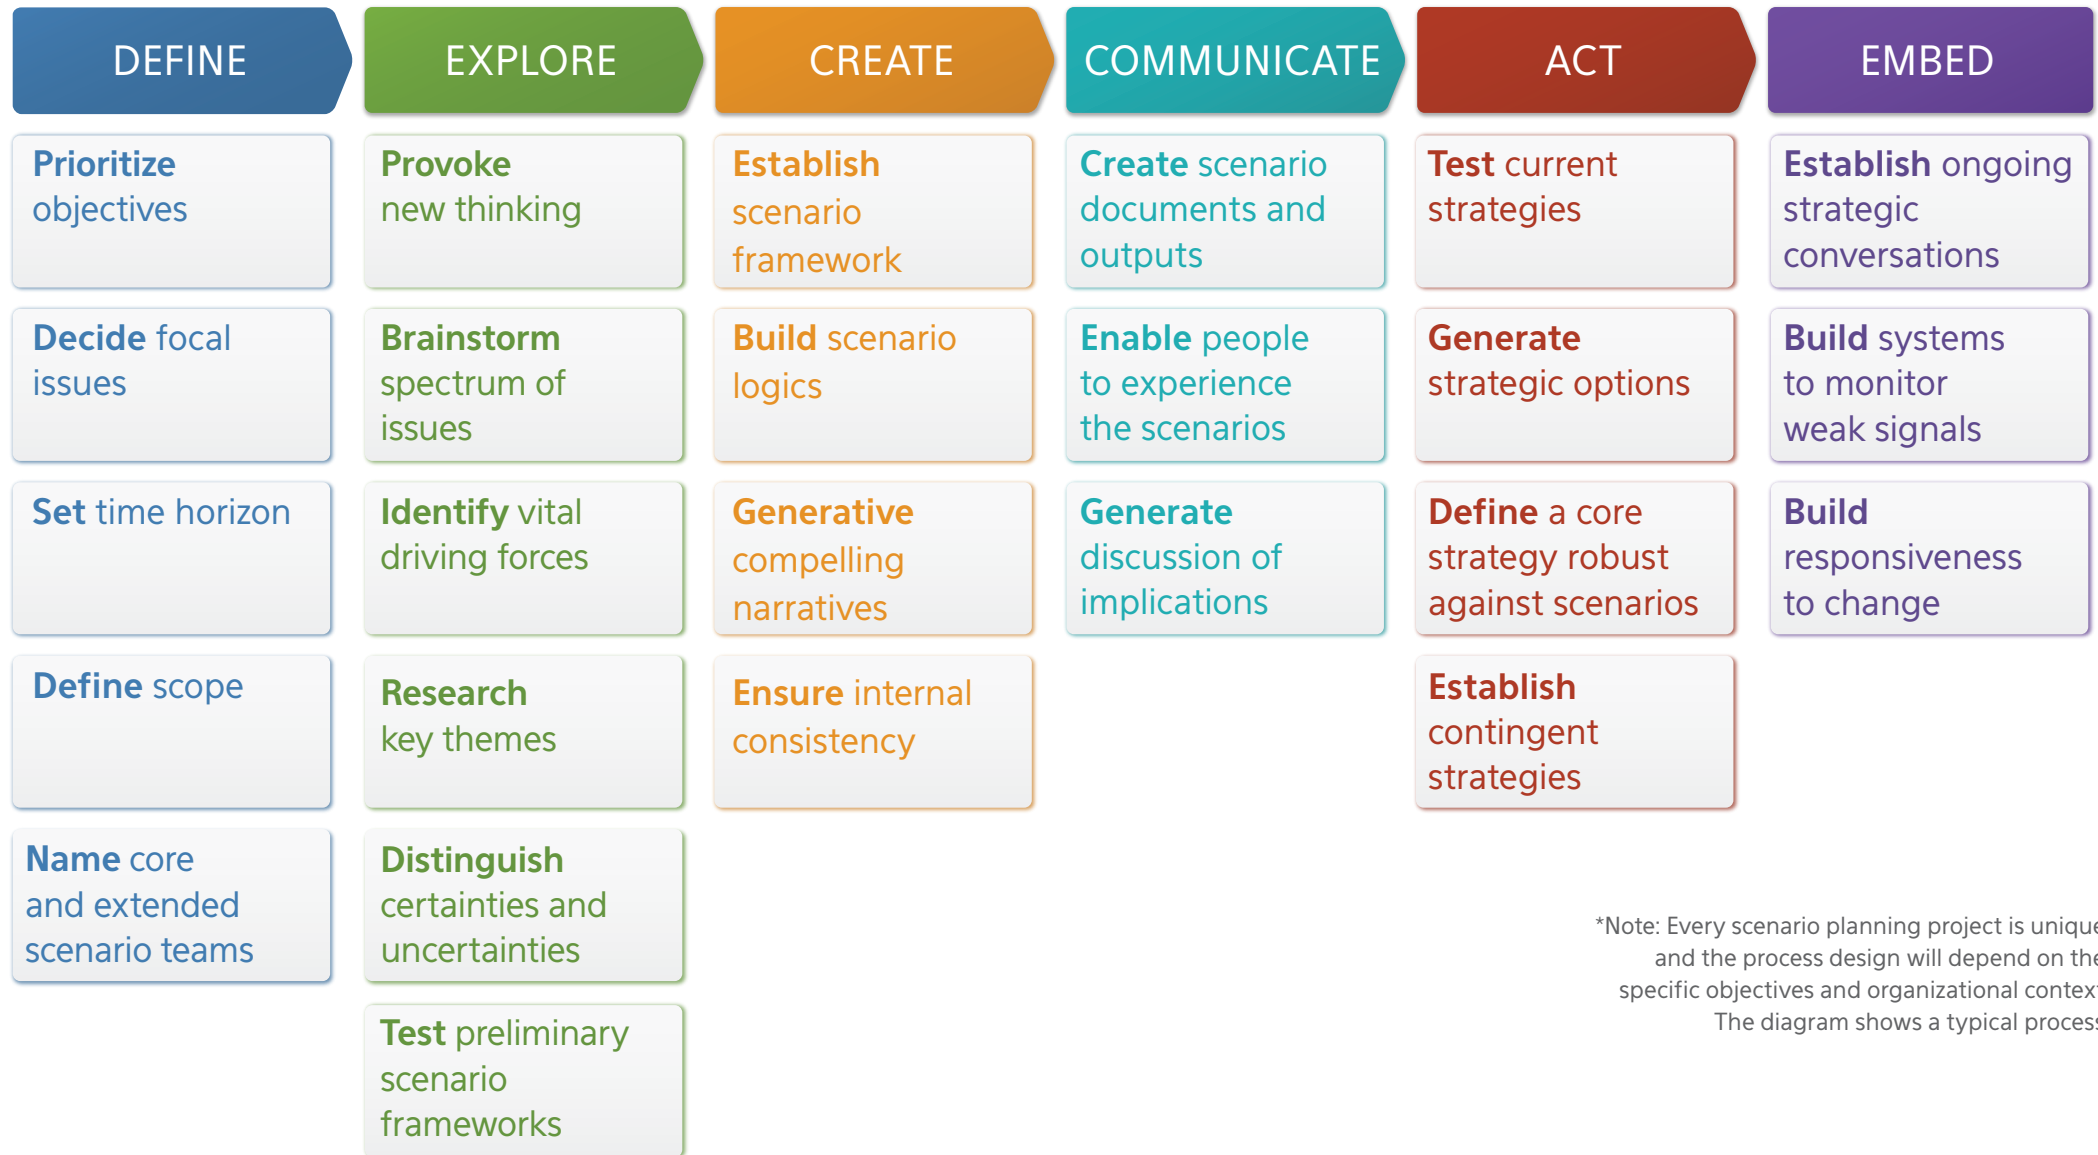 DEFINE
EXPLORE
CREATE
COMMUNICATE
ACT
EMBED
Prioritize
objectives
Decide focal
issues
Set time horizon
Define scope
Name core
and extended
scenario teams
Provoke
new thinking
Brainstorm
spectrum of
issues
Identify vital
driving forces
Research
key themes
Distinguish
certainties and
uncertainties
Test preliminary
scenario
frameworks
Establish
scenario
framework
Build scenario
logics
Generative
compelling
narratives
Ensure internal
consistency
Create scenario
documents and
outputs
Enable people
to experience
the scenarios
Generate
discussion of
implications
Test current
strategies
Generate
strategic options
Define a core
strategy robust
against scenarios
Establish
contingent
strategies
Establish ongoing
strategic
conversations
Build systems
to monitor
weak signals
Build
responsiveness
to change
*Note: Every scenario planning project is unique
and the process design will depend on the
specific objectives and organizational context
The diagram shows a typical process